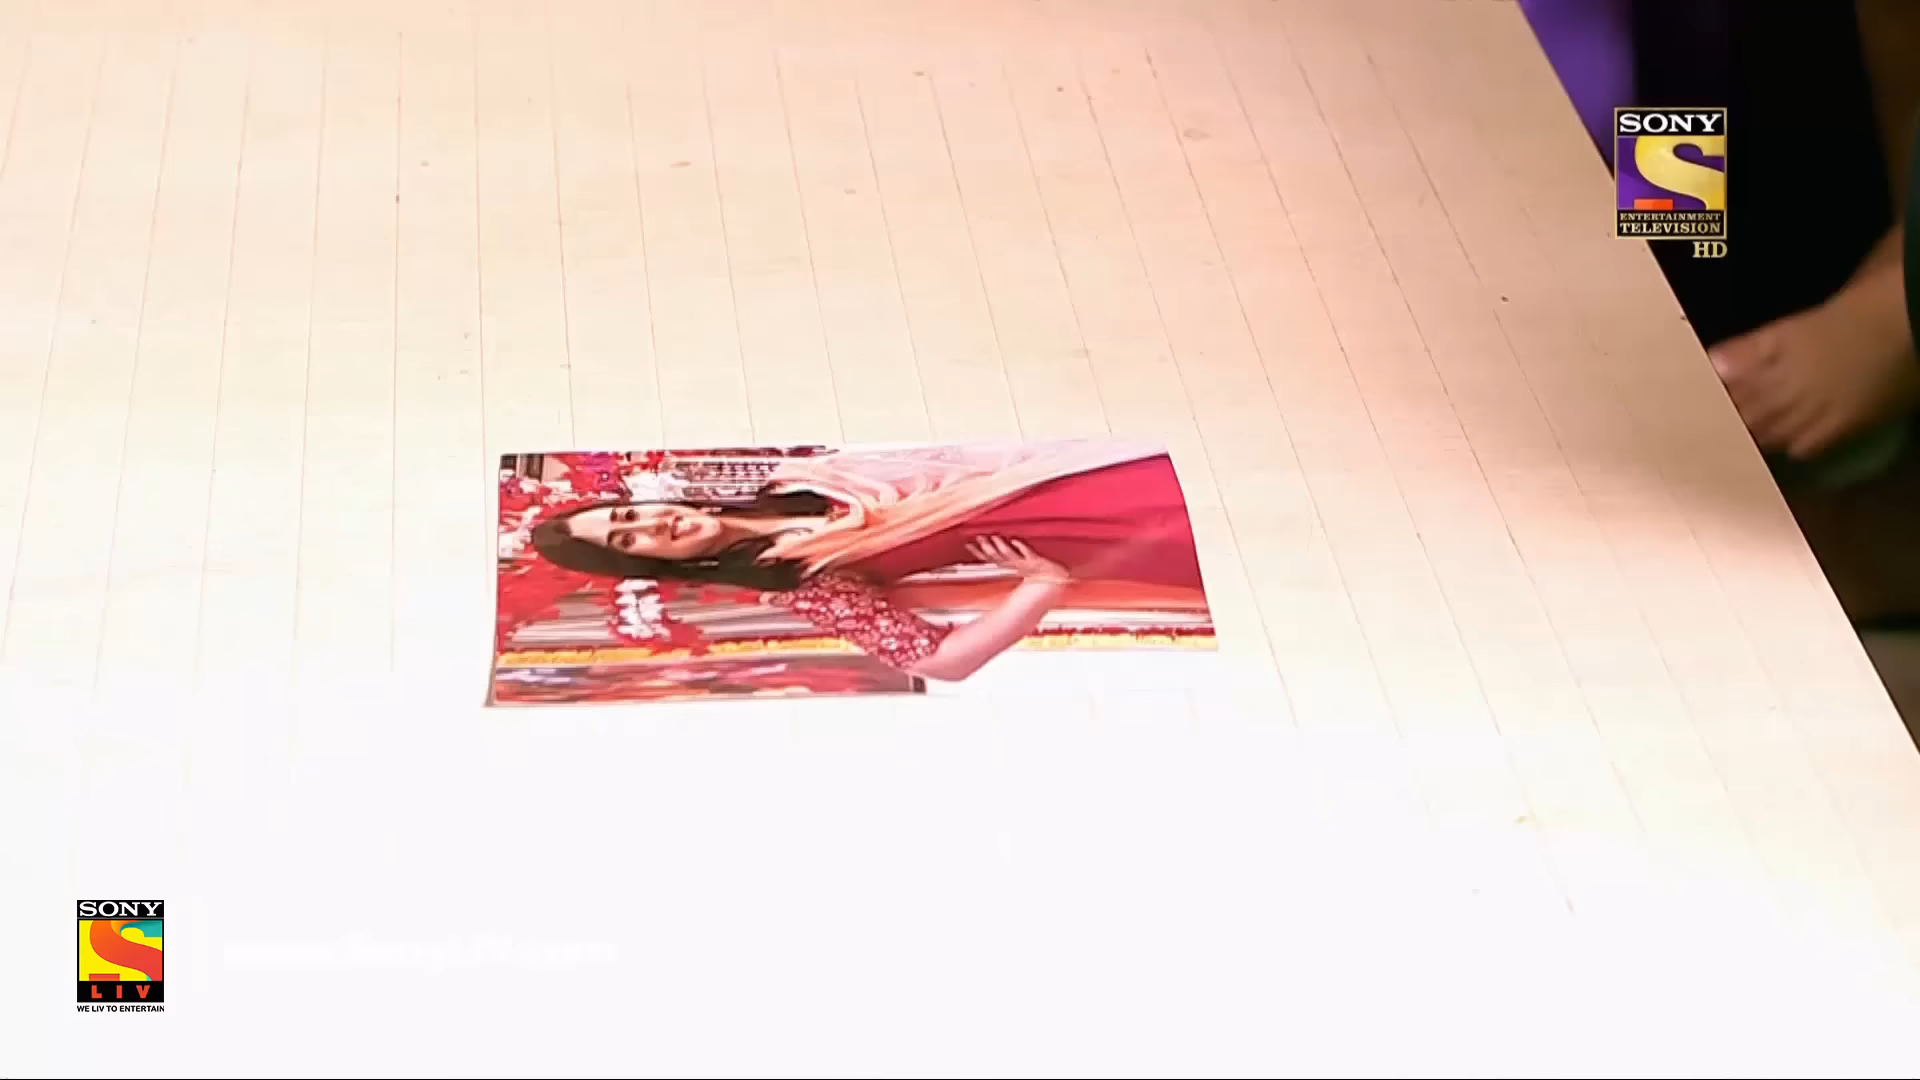 SONY
ENTERTAINMENT
TELEVISION
HD
SONY
LIV
WE LIV TO ENTERTAIN